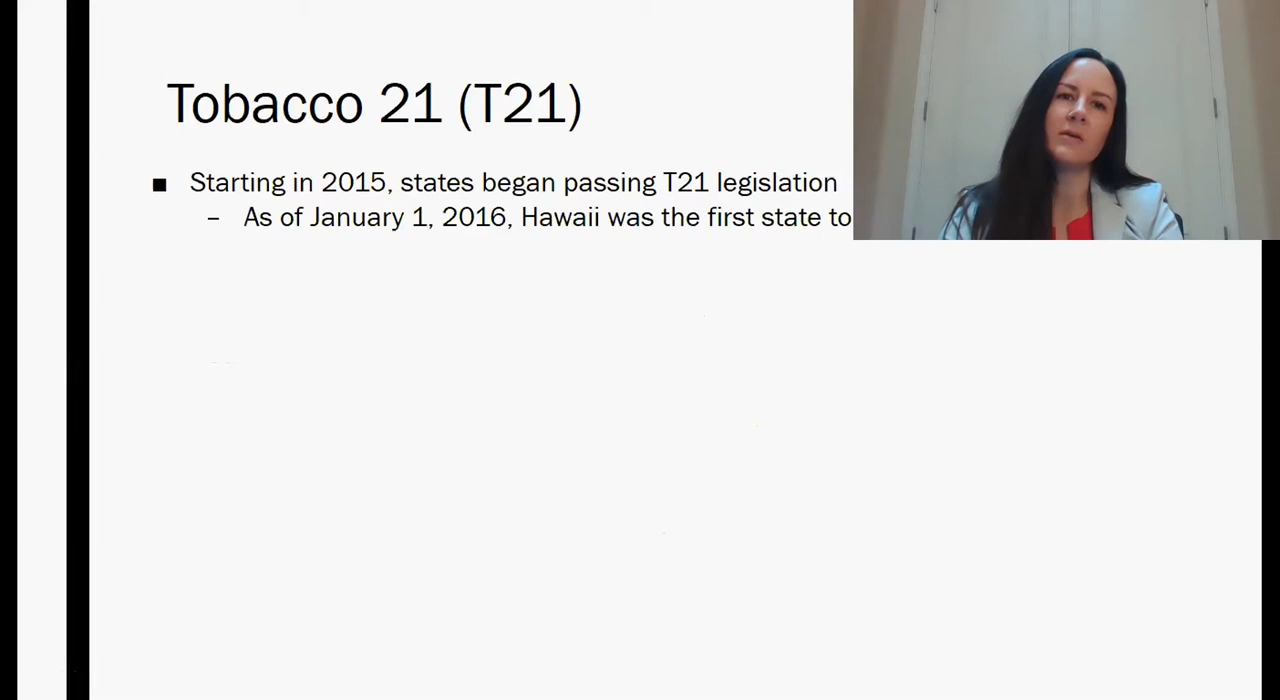 Tobacco 21 (T21)
■ Starting in 2015, states began passing T21 legislation
– As of January 1, 2016, Hawaii was the first state to